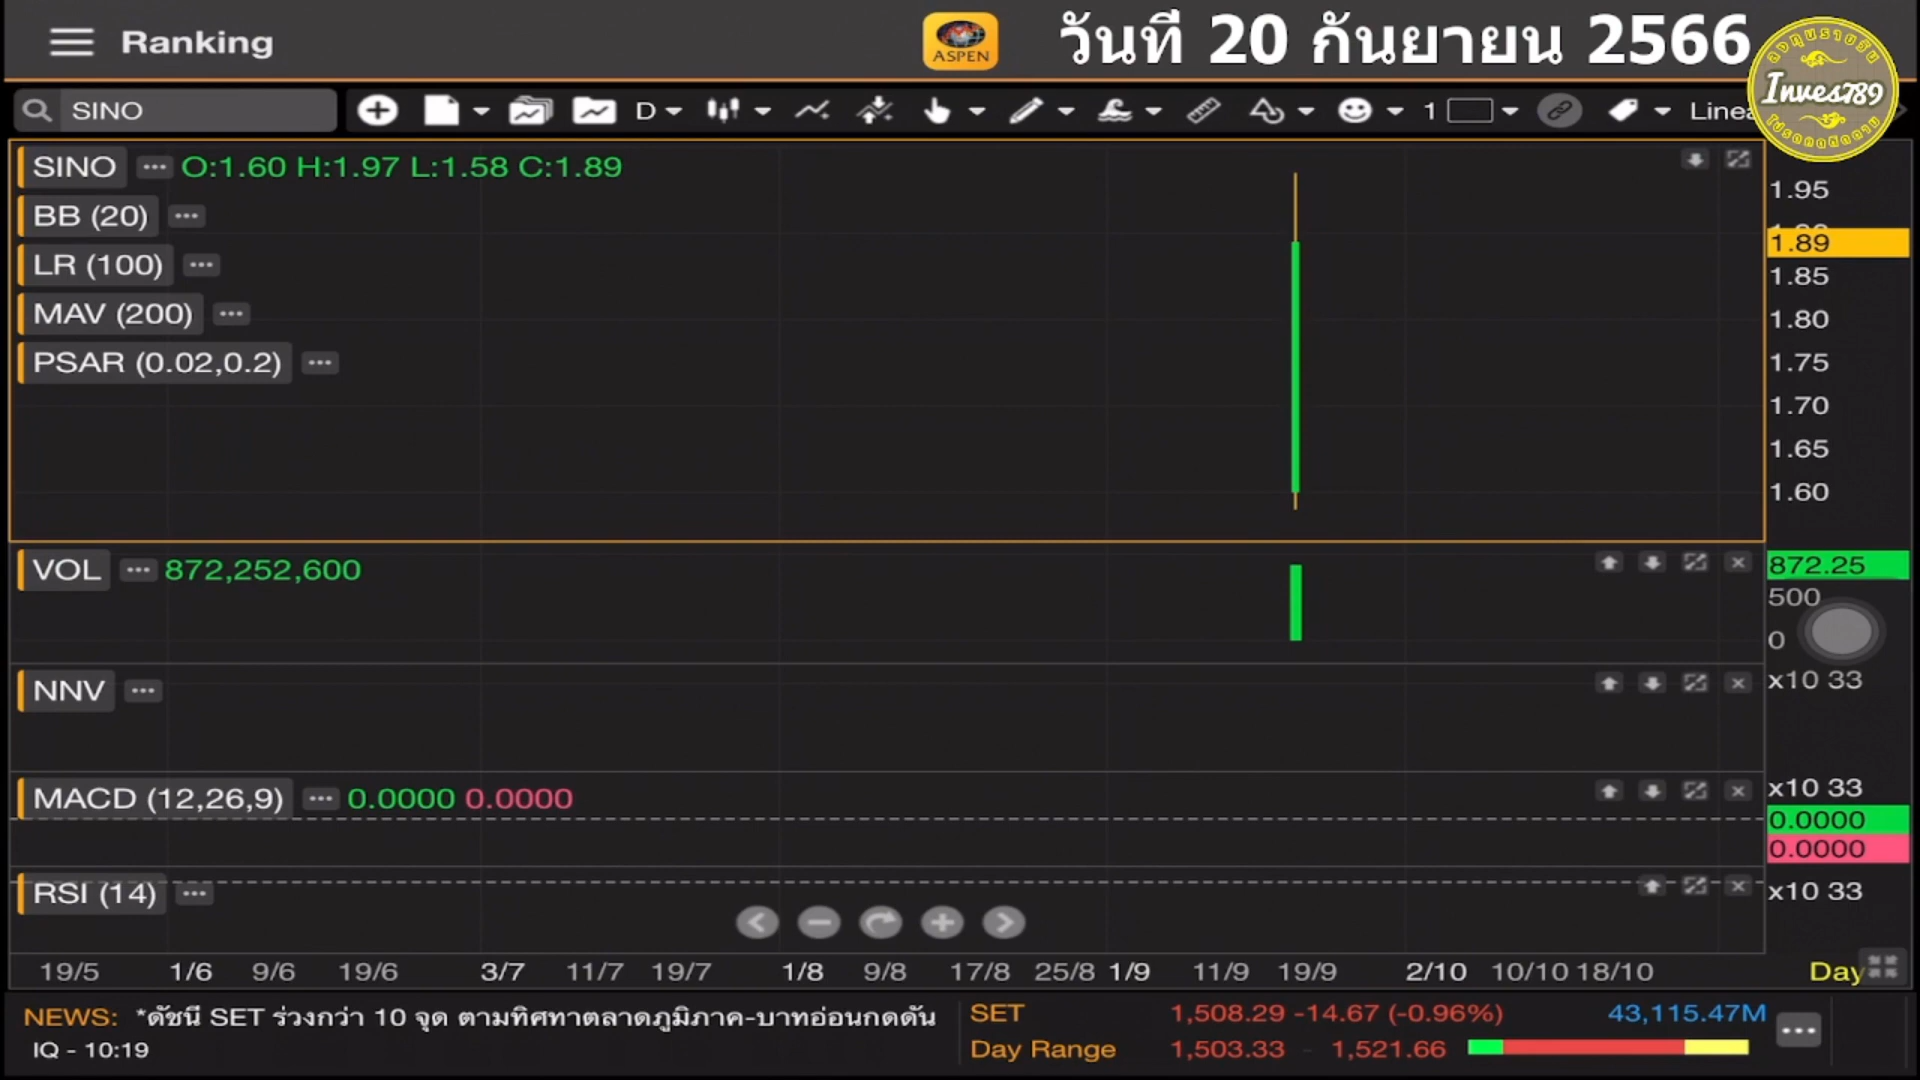 Ranking
ASPEN
วันที่ 20 กันยายน 2566
ลงทุนรายวัน
Inves789
SINO
D
1
Linea
SINO ••• O:1.60 H:1.97 L:1.58 C:1.89
BB (20) •••
LR (100) •••
MAV (200) •••
PSAR (0.02,0.2) •••
1.95
1.89
1.85
1.80
1.75
1.70
1.65
1.60
VOL ••• 872,252,600
872.25
500
0
NNV •••
x10 33
MACD (12,26,9) ••• 0.0000 0.0000
x10 33
0.0000
0.0000
RSI (14) •••
x10 33
19/5 1/6 9/6 19/6 3/7 11/7 19/7 1/8 9/8 17/8 25/8 1/9 11/9 19/9 2/10 10/10 18/10 Day
NEWS: *ดัชนี SET ร่วงกว่า 10 จุด ตามทิศทาตลาดภูมิภาค-บาทอ่อนกดดัน
IQ - 10:19
SET 1,508.29 -14.67 (-0.96%) 43,115.47M
Day Range 1,503.33 - 1,521.66